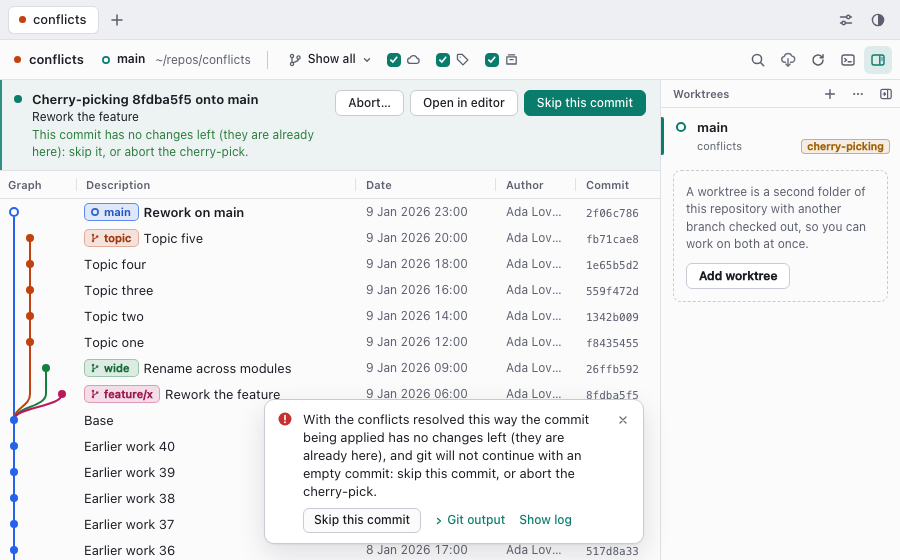 conflicts
conflicts main ~/repos/conflicts Show all
Cherry-picking 8fdba5f5 onto main
Rework the feature
This commit has no changes left (they are already
here): skip it, or abort the cherry-pick.
Abort... Open in editor Skip this commit
Worktrees
main
conflicts cherry-picking
A worktree is a second folder of
this repository with another
branch checked out, so you can
work on both at once.
Add worktree
Graph Description Date Author Commit
main Rework on main 9 Jan 2026 23:00 Ada Lov... 2f06c786
topic Topic five 9 Jan 2026 20:00 Ada Lov... fb71cae8
Topic four 9 Jan 2026 18:00 Ada Lov... 1e65b5d2
Topic three 9 Jan 2026 16:00 Ada Lov... 559f472d
Topic two 9 Jan 2026 14:00 Ada Lov... 1342b009
Topic one 9 Jan 2026 12:00 Ada Lov... f8435455
wide Rename across modules 9 Jan 2026 09:00 Ada Lov... 26ffb592
feature/x Rework the feature 9 Jan 2026 06:00 Ada Lov... 8fdba5f5
Base
Earlier work 40
Earlier work 39
Earlier work 38
Earlier work 37
Earlier work 36 8 Jan 2026 17:00 Ada Lov... 517d8a33
With the conflicts resolved this way the commit
being applied has no changes left (they are
already here), and git will not continue with an
empty commit: skip this commit, or abort the
cherry-pick.
Skip this commit Git output Show log